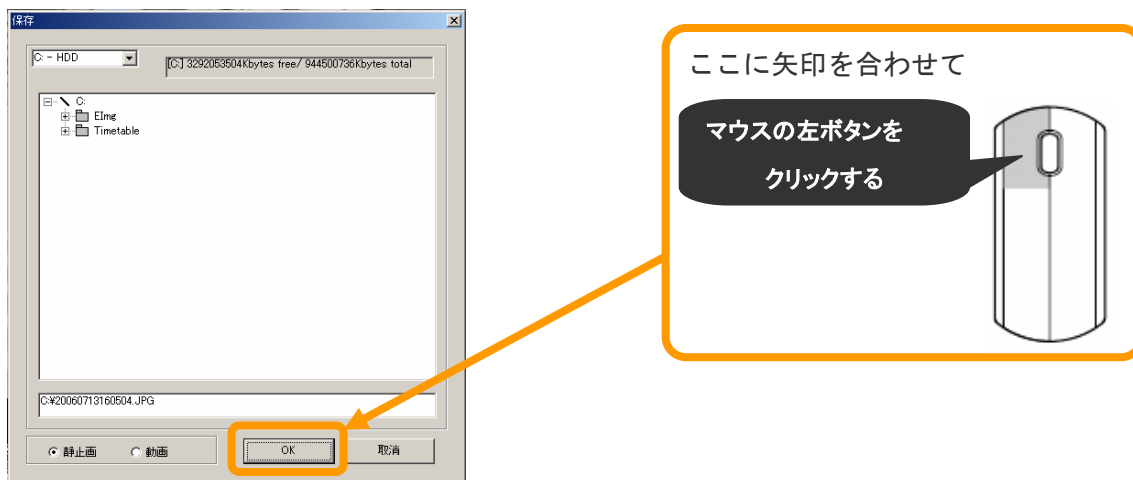 保存
C: - HDD
[C:] 3292053504Kbytes free/ 944500736Kbytes total
C:
EImg
Timetable
C:¥20060713160504.JPG
静止画
動画
OK
取消
ここに矢印を合わせて
マウスの左ボタンを
クリックする